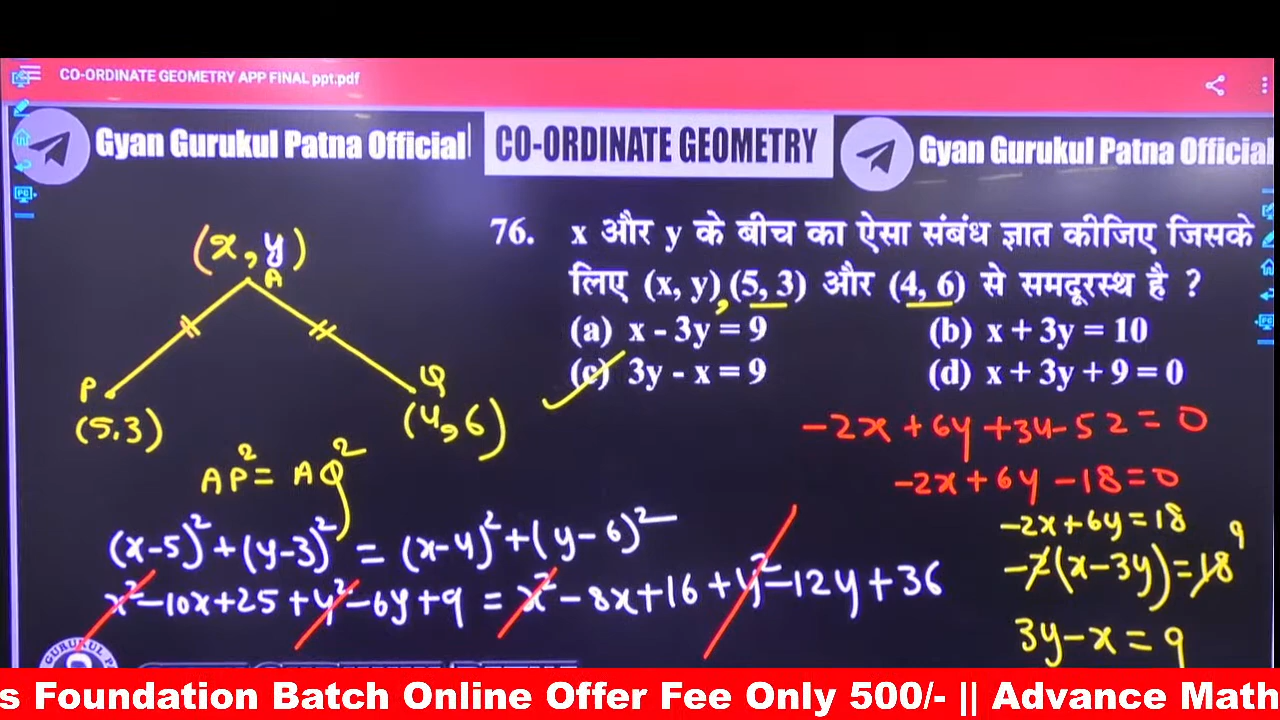 CO-ORDINATE GEOMETRY APP FINAL ppt.pdf
Gyan Gurukul Patna Official
CO-ORDINATE GEOMETRY
Gyan Gurukul Patna Official
76. x और y के बीच का ऐसा संबंध ज्ञात कीजिए जिसके
लिए (x, y), (5, 3) और (4, 6) से समदूरस्थ है ?
(a) x - 3y = 9
(b) x + 3y = 10
(c) 3y - x = 9
(d) x + 3y + 9 = 0
(x, y)
A
P
(5.3)
Q
(4,6)
AP² = AQ²
(x-5)² + (y-3)² = (x-4)² + (y-6)²
x² - 10x + 25 + y² - 6y + 9 = x² - 8x + 16 + y² - 12y + 36
-2x + 6y + 34 - 52 = 0
-2x + 6y - 18 = 0
-2x + 6y = 18
-2(x - 3y) = 18 9
3y - x = 9
s Foundation Batch Online Offer Fee Only 500/- || Advance Math